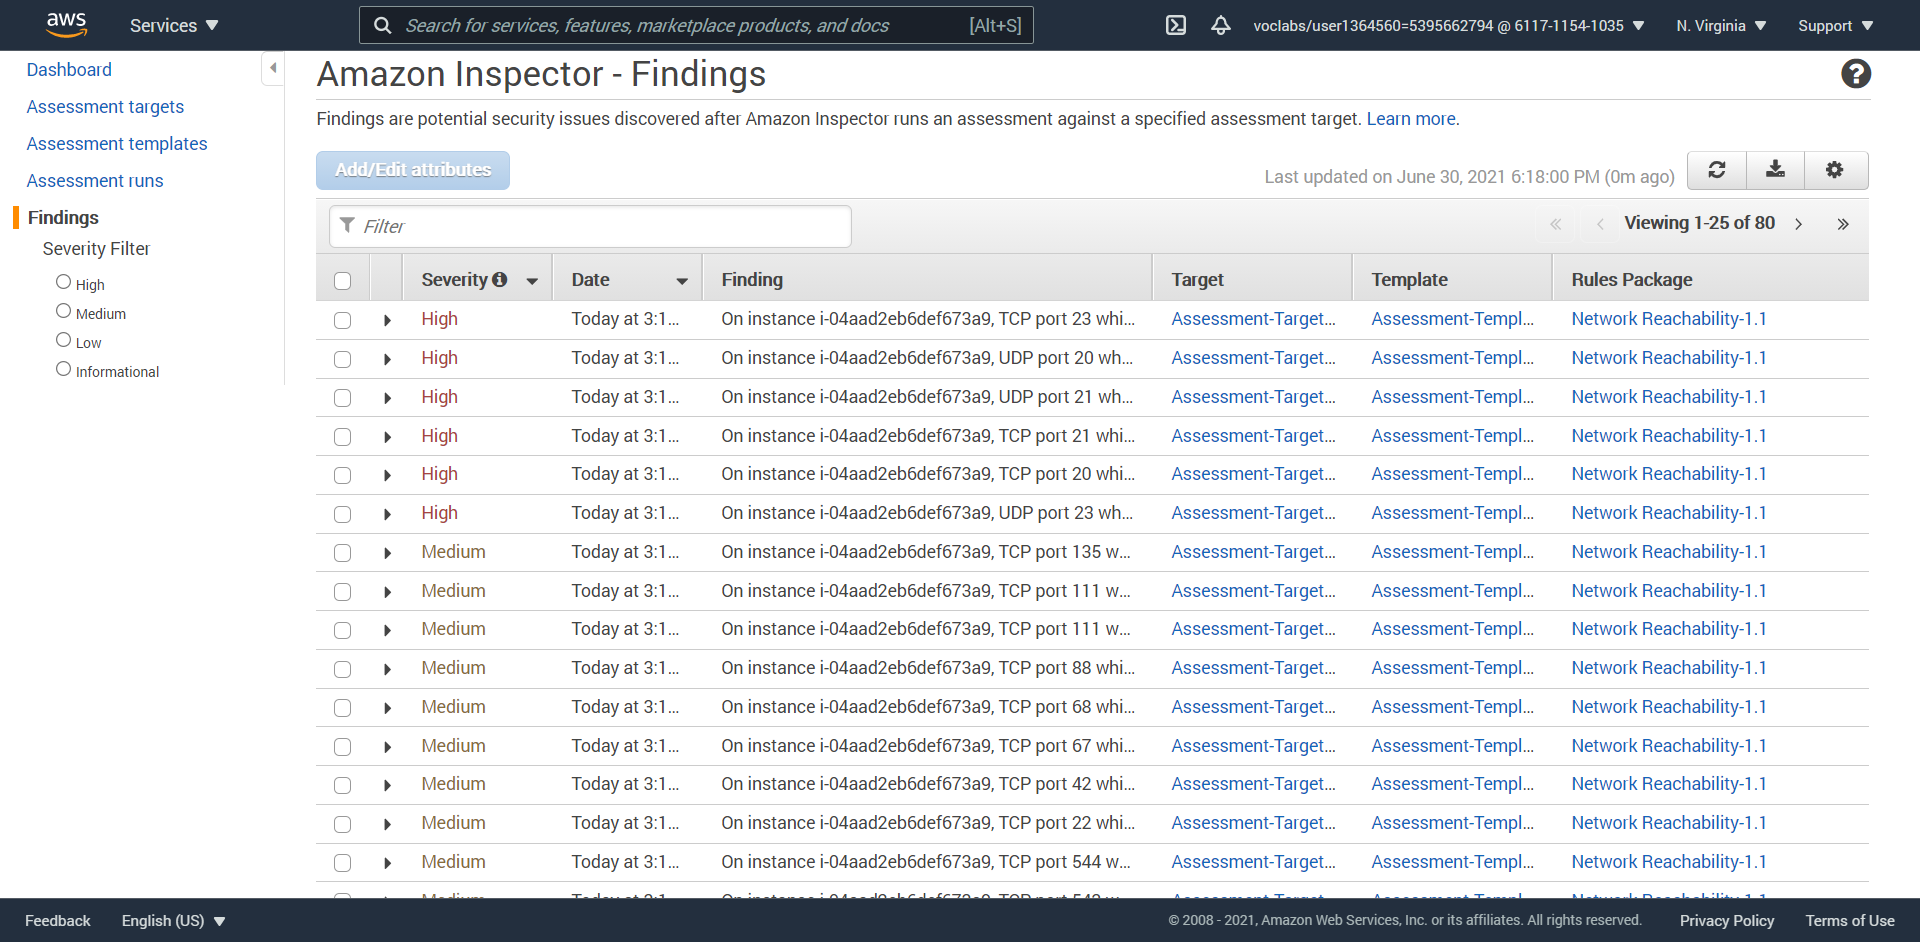 aws Services Search for services, features, marketplace products, and docs [Alt+S] voclabs/user1364560=5395662794 @ 6117-1154-1035 N. Virginia Support
Dashboard
Assessment targets
Assessment templates
Assessment runs
Findings
Severity Filter
High
Medium
Low
Informational
Amazon Inspector - Findings
Findings are potential security issues discovered after Amazon Inspector runs an assessment against a specified assessment target. Learn more.
Add/Edit attributes Last updated on June 30, 2021 6:18:00 PM (0m ago)
Filter « ‹ Viewing 1-25 of 80 › »
Severity Date Finding Target Template Rules Package
High Today at 3:1... On instance i-04aad2eb6def673a9, TCP port 23 whi... Assessment-Target... Assessment-Templ... Network Reachability-1.1
High Today at 3:1... On instance i-04aad2eb6def673a9, UDP port 20 wh... Assessment-Target... Assessment-Templ... Network Reachability-1.1
High Today at 3:1... On instance i-04aad2eb6def673a9, UDP port 21 wh... Assessment-Target... Assessment-Templ... Network Reachability-1.1
High Today at 3:1... On instance i-04aad2eb6def673a9, TCP port 21 whi... Assessment-Target... Assessment-Templ... Network Reachability-1.1
High Today at 3:1... On instance i-04aad2eb6def673a9, TCP port 20 whi... Assessment-Target... Assessment-Templ... Network Reachability-1.1
High Today at 3:1... On instance i-04aad2eb6def673a9, UDP port 23 wh... Assessment-Target... Assessment-Templ... Network Reachability-1.1
Medium Today at 3:1... On instance i-04aad2eb6def673a9, TCP port 135 w... Assessment-Target... Assessment-Templ... Network Reachability-1.1
Medium Today at 3:1... On instance i-04aad2eb6def673a9, TCP port 111 w... Assessment-Target... Assessment-Templ... Network Reachability-1.1
Medium Today at 3:1... On instance i-04aad2eb6def673a9, TCP port 111 w... Assessment-Target... Assessment-Templ... Network Reachability-1.1
Medium Today at 3:1... On instance i-04aad2eb6def673a9, TCP port 88 whi... Assessment-Target... Assessment-Templ... Network Reachability-1.1
Medium Today at 3:1... On instance i-04aad2eb6def673a9, TCP port 68 whi... Assessment-Target... Assessment-Templ... Network Reachability-1.1
Medium Today at 3:1... On instance i-04aad2eb6def673a9, TCP port 67 whi... Assessment-Target... Assessment-Templ... Network Reachability-1.1
Medium Today at 3:1... On instance i-04aad2eb6def673a9, TCP port 42 whi... Assessment-Target... Assessment-Templ... Network Reachability-1.1
Medium Today at 3:1... On instance i-04aad2eb6def673a9, TCP port 22 whi... Assessment-Target... Assessment-Templ... Network Reachability-1.1
Medium Today at 3:1... On instance i-04aad2eb6def673a9, TCP port 544 w... Assessment-Target... Assessment-Templ... Network Reachability-1.1
Feedback English (US) © 2008 - 2021, Amazon Web Services, Inc. or its affiliates. All rights reserved. Privacy Policy Terms of Use